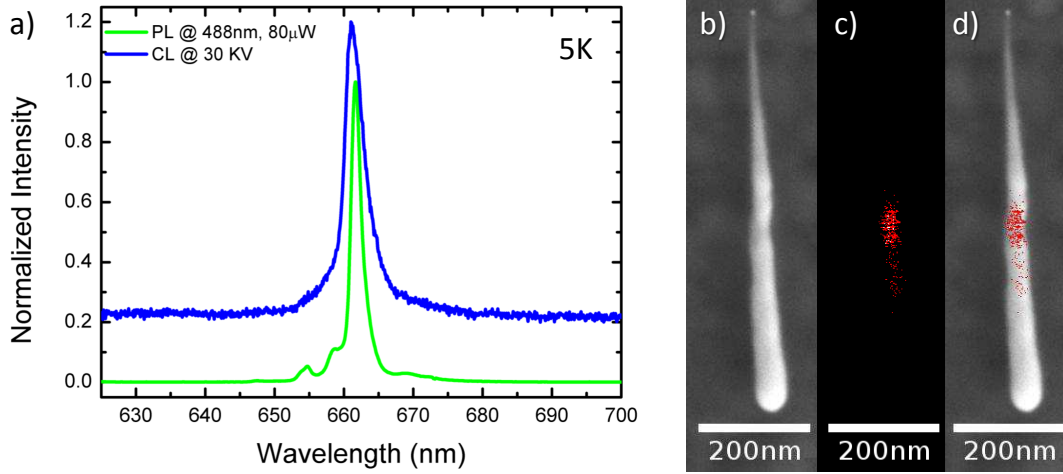 a)
PL @ 488nm, 80μW
CL @ 30 KV
5K
Normalized Intensity
1.2
1.0
0.8
0.6
0.4
0.2
0.0
630 640 650 660 670 680 690 700
Wavelength (nm)
b) c) d)
200nm 200nm 200nm